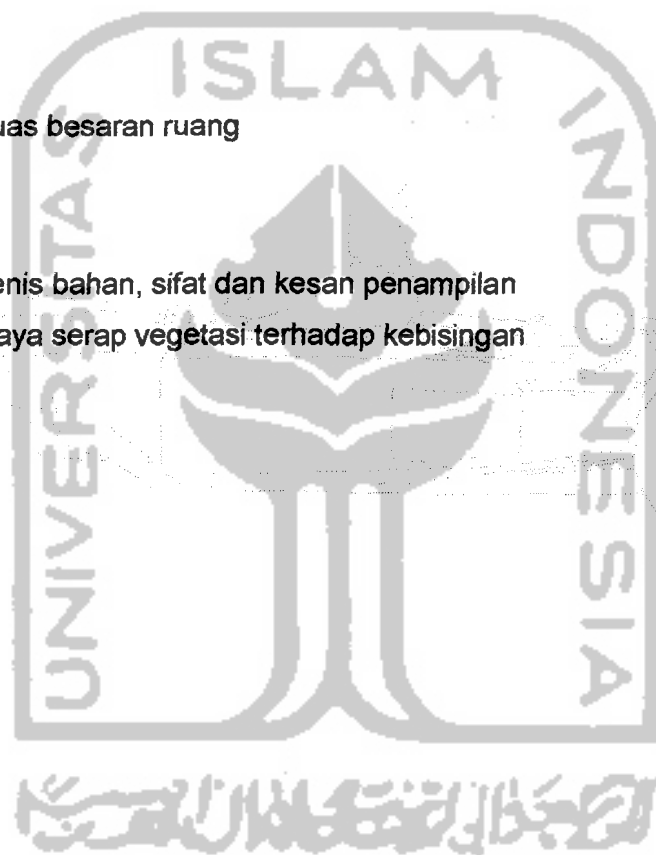 ISLAM
uas besaran ruang
UNIVERSITAS
INDONESIA
enis bahan, sifat dan kesan penampilan
aya serap vegetasi terhadap kebisingan